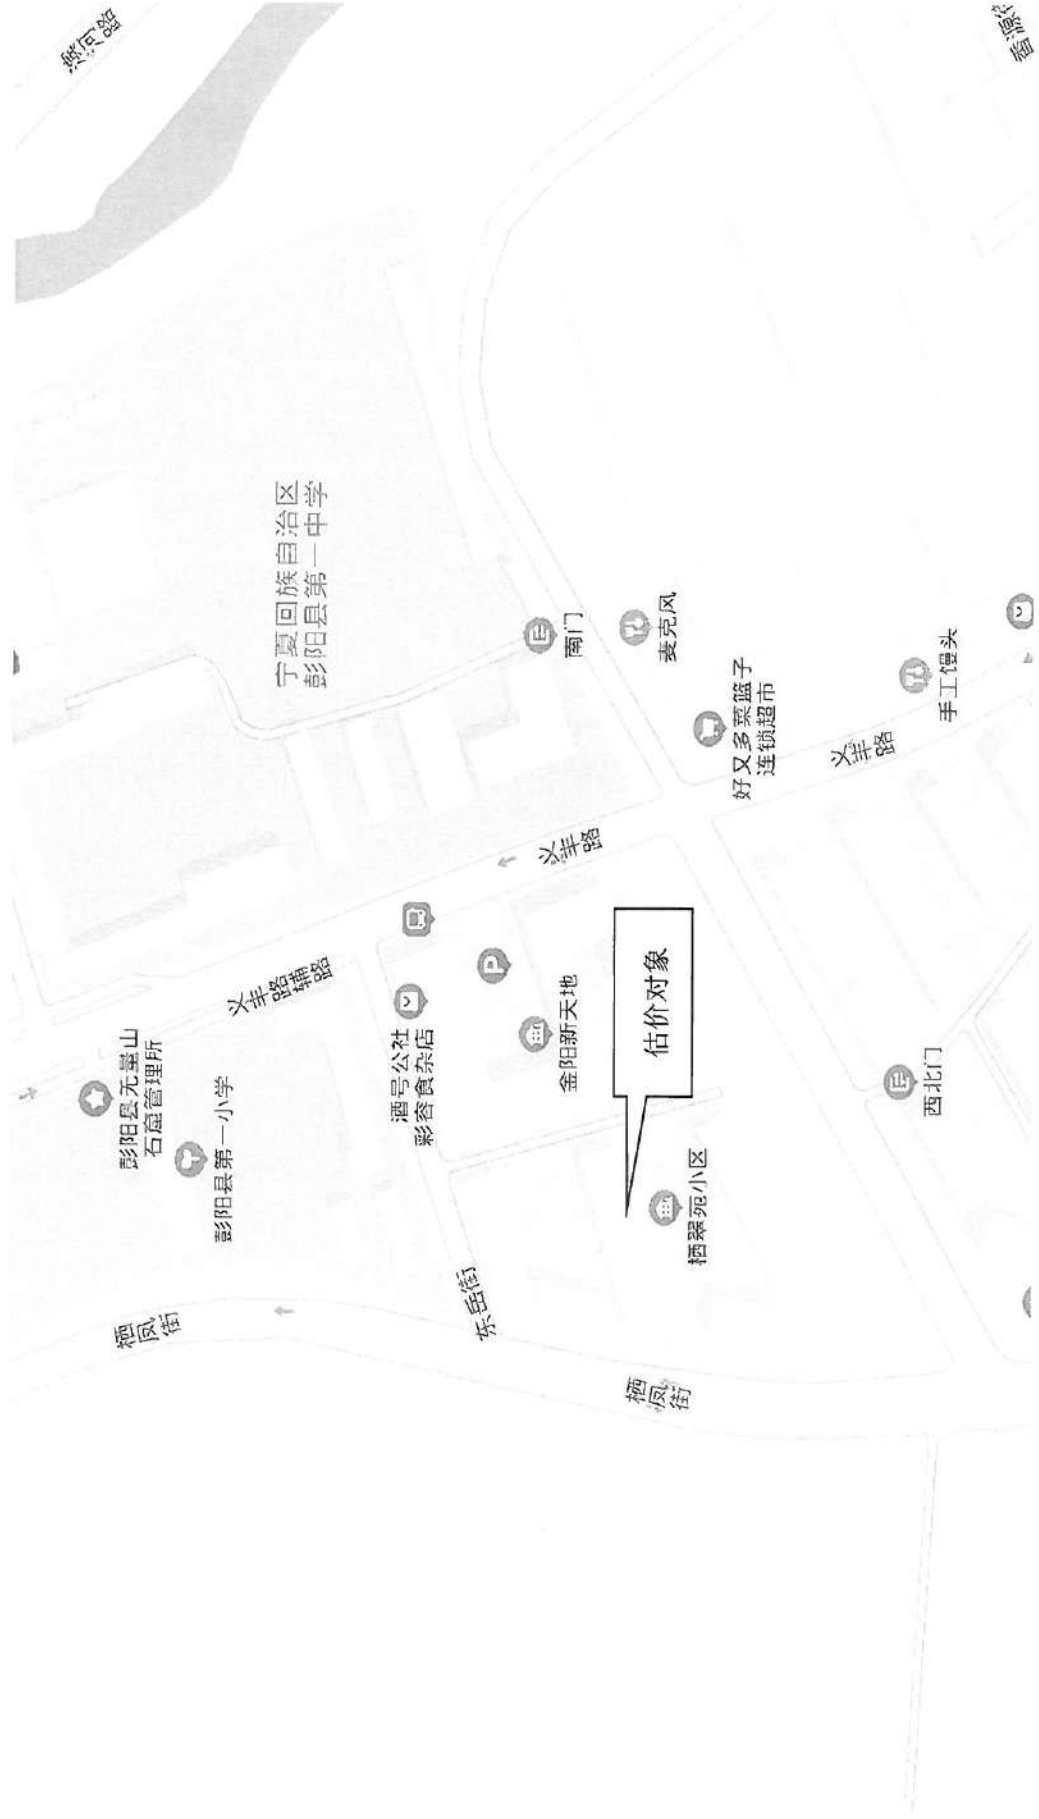 栖凤街
彭阳县无量山
石窟管理所
彭阳县第一小学
义丰路辅路
宁夏回族自治区
彭阳县第一中学
酒号公社
彩容食杂店
东岳街
金阳新天地
义丰路
南门
栖凤街
估价对象
栖翠苑小区
麦克风
好又多菜篮子
连锁超市
义丰路
西北门
手工馒头